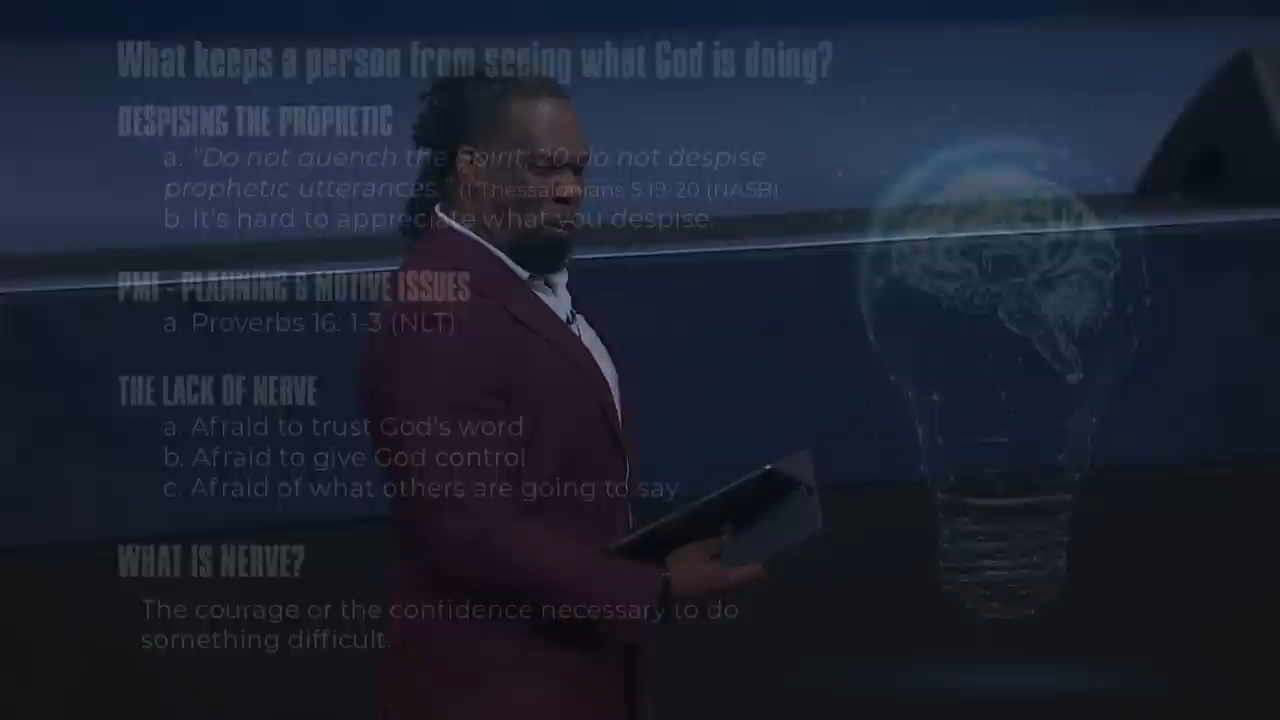 What keeps a person from seeing what God is doing?
DESPISING THE PROPHETIC
a. "Do not quench the Spirit; 20 do not despise
prophetic utterances. (1 Thessalonians 5:19-20 (NASB)
b. It's hard to appreciate what you despise.
PMI - PLANNING & MOTIVE ISSUES
a. Proverbs 16: 1-3 (NLT)
THE LACK OF NERVE
a. Afraid to trust God's word
b. Afraid to give God control
c. Afraid of what others are going to say
WHAT IS NERVE?
The courage or the confidence necessary to do
something difficult.